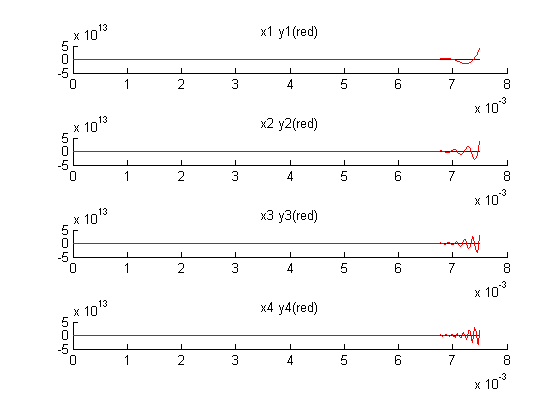 x 10^13
x1 y1(red)
5
0
-5
0 1 2 3 4 5 6 7 8
x 10^-3
x 10^13
x2 y2(red)
5
0
-5
0 1 2 3 4 5 6 7 8
x 10^-3
x 10^13
x3 y3(red)
5
0
-5
0 1 2 3 4 5 6 7 8
x 10^-3
x 10^13
x4 y4(red)
5
0
-5
0 1 2 3 4 5 6 7 8
x 10^-3